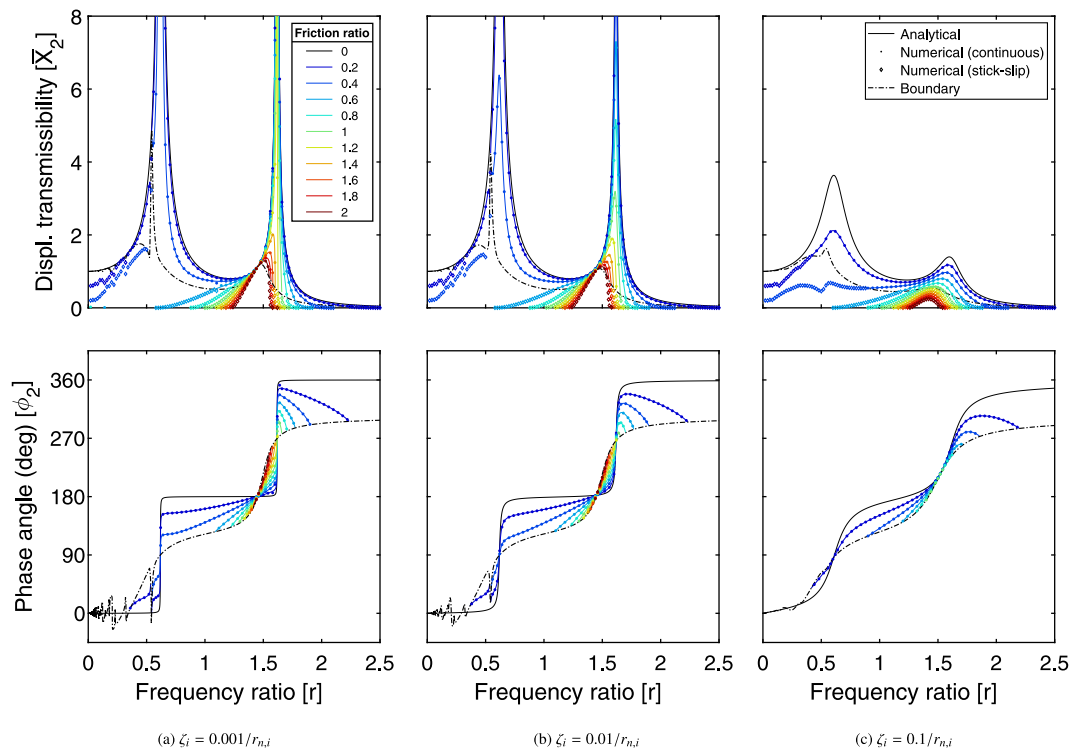 Displ. transmissibility [X̅₂]
8
6
4
2
0
Friction ratio
0
0.2
0.4
0.6
0.8
1
1.2
1.4
1.6
1.8
2
Analytical
Numerical (continuous)
Numerical (stick-slip)
Boundary
Phase angle (deg) [ϕ₂]
360
270
180
90
0
0 0.5 1 1.5 2 2.5
0 0.5 1 1.5 2 2.5
0 0.5 1 1.5 2 2.5
Frequency ratio [r]
Frequency ratio [r]
Frequency ratio [r]
(a) ζᵢ = 0.001/rₙ,ᵢ
(b) ζᵢ = 0.01/rₙ,ᵢ
(c) ζᵢ = 0.1/rₙ,ᵢ